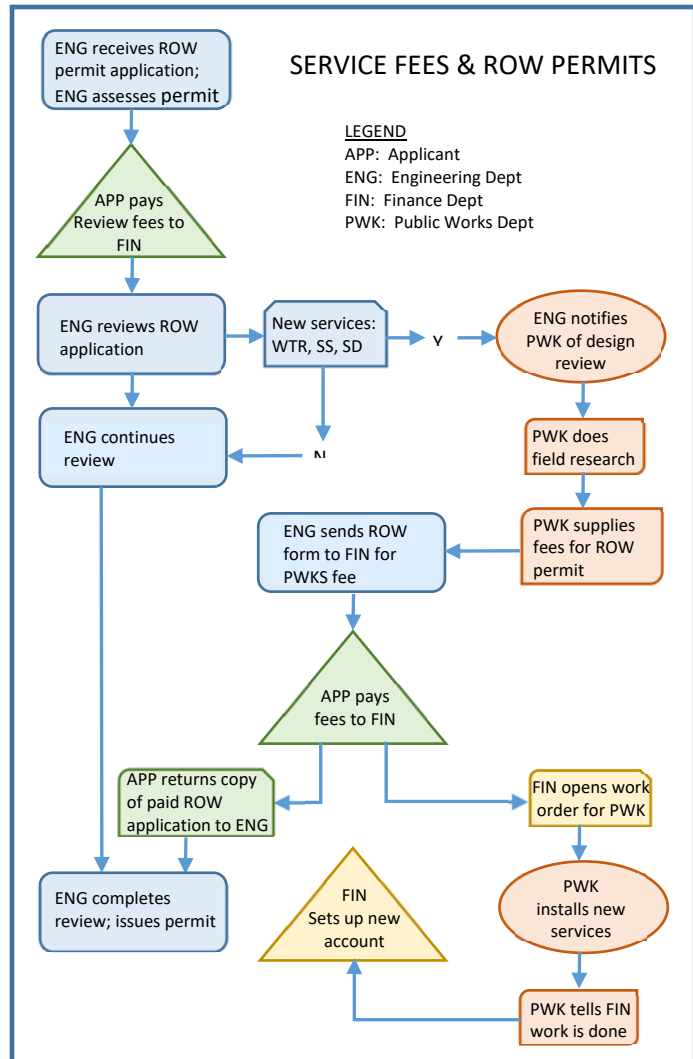 ENG receives ROW
permit application;
ENG assesses permit
SERVICE FEES & ROW PERMITS
LEGEND
APP: Applicant
ENG: Engineering Dept
FIN: Finance Dept
PWK: Public Works Dept
APP pays
Review fees to
FIN
ENG reviews ROW
application
New services:
WTR, SS, SD
Y
ENG notifies
PWK of design
review
ENG continues
review
N
PWK does
field research
ENG sends ROW
form to FIN for
PWKS fee
PWK supplies
fees for ROW
permit
APP pays
fees to FIN
APP returns copy
of paid ROW
application to ENG
FIN opens work
order for PWK
ENG completes
review; issues permit
FIN
Sets up new
account
PWK
installs new
services
PWK tells FIN
work is done